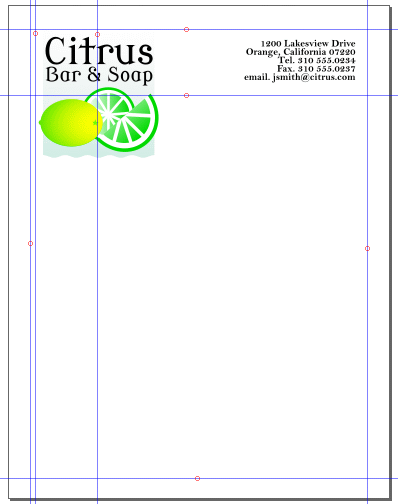 Citrus
Bar & Soap
1200 Lakesview Drive
Orange, California 07220
Tel. 310 555.0234
Fax. 310 555.0237
email. jsmith@citrus.com